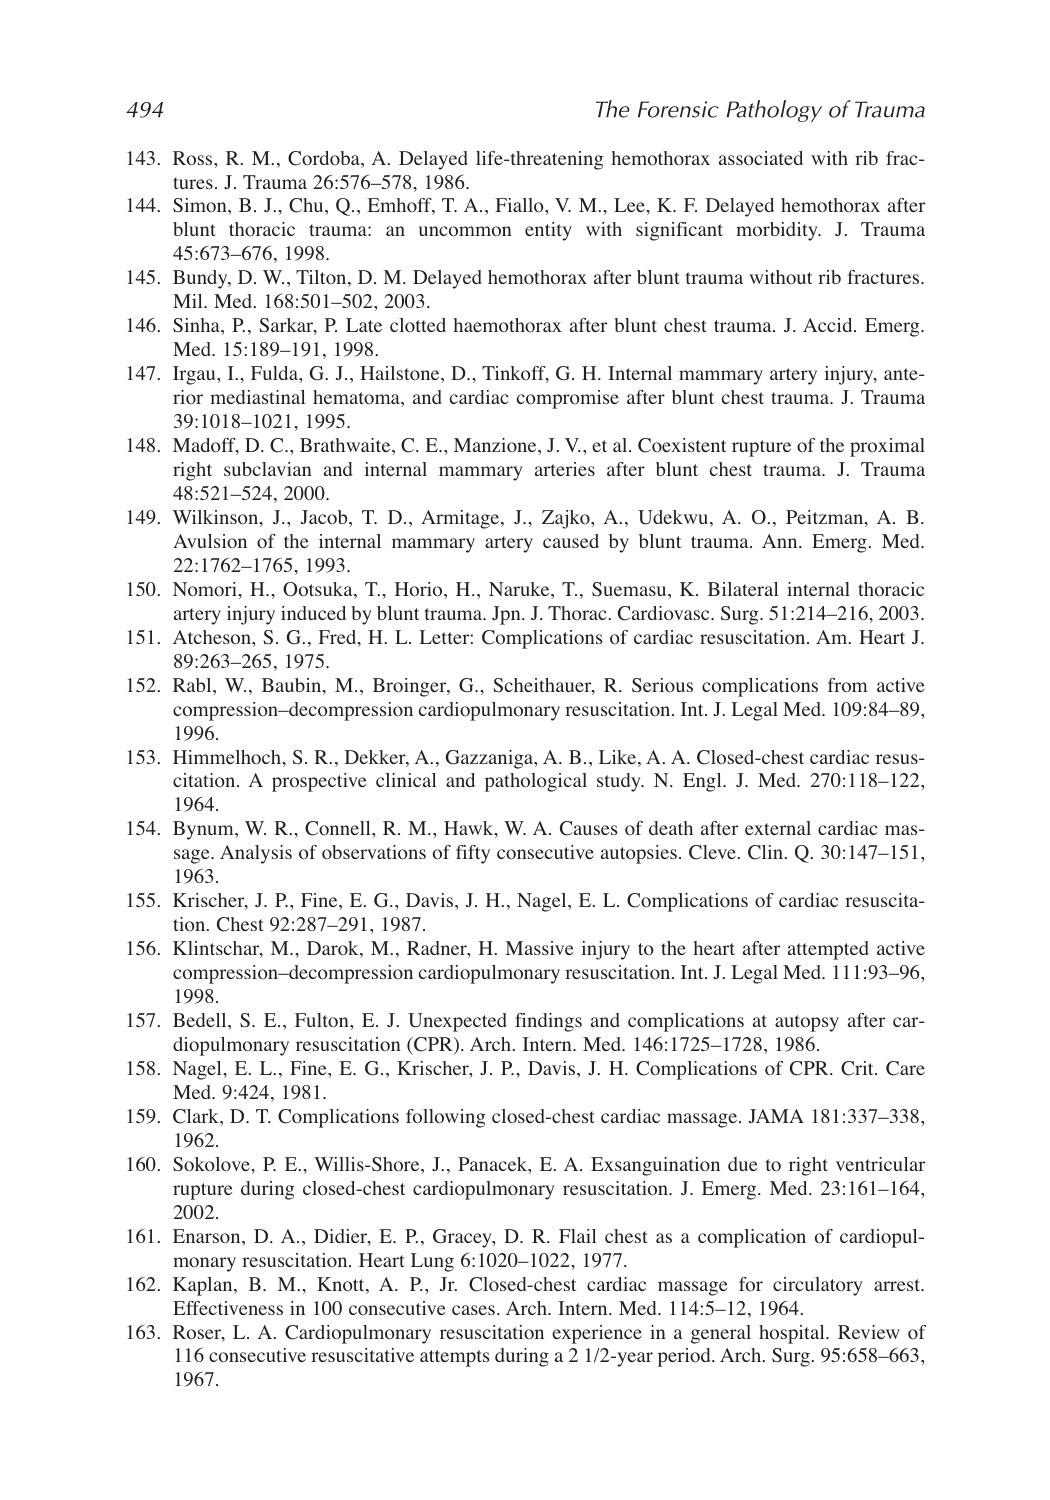 494 The Forensic Pathology of Trauma
143. Ross, R. M., Cordoba, A. Delayed life-threatening hemothorax associated with rib frac-
tures. J. Trauma 26:576–578, 1986.
144. Simon, B. J., Chu, Q., Emhoff, T. A., Fiallo, V. M., Lee, K. F. Delayed hemothorax after
blunt thoracic trauma: an uncommon entity with significant morbidity. J. Trauma
45:673–676, 1998.
145. Bundy, D. W., Tilton, D. M. Delayed hemothorax after blunt trauma without rib fractures.
Mil. Med. 168:501–502, 2003.
146. Sinha, P., Sarkar, P. Late clotted haemothorax after blunt chest trauma. J. Accid. Emerg.
Med. 15:189–191, 1998.
147. Irgau, I., Fulda, G. J., Hailstone, D., Tinkoff, G. H. Internal mammary artery injury, ante-
rior mediastinal hematoma, and cardiac compromise after blunt chest trauma. J. Trauma
39:1018–1021, 1995.
148. Madoff, D. C., Brathwaite, C. E., Manzione, J. V., et al. Coexistent rupture of the proximal
right subclavian and internal mammary arteries after blunt chest trauma. J. Trauma
48:521–524, 2000.
149. Wilkinson, J., Jacob, T. D., Armitage, J., Zajko, A., Udekwu, A. O., Peitzman, A. B.
Avulsion of the internal mammary artery caused by blunt trauma. Ann. Emerg. Med.
22:1762–1765, 1993.
150. Nomori, H., Ootsuka, T., Horio, H., Naruke, T., Suemasu, K. Bilateral internal thoracic
artery injury induced by blunt trauma. Jpn. J. Thorac. Cardiovasc. Surg. 51:214–216, 2003.
151. Atcheson, S. G., Fred, H. L. Letter: Complications of cardiac resuscitation. Am. Heart J.
89:263–265, 1975.
152. Rabl, W., Baubin, M., Broinger, G., Scheithauer, R. Serious complications from active
compression–decompression cardiopulmonary resuscitation. Int. J. Legal Med. 109:84–89,
1996.
153. Himmelhoch, S. R., Dekker, A., Gazzaniga, A. B., Like, A. A. Closed-chest cardiac resus-
citation. A prospective clinical and pathological study. N. Engl. J. Med. 270:118–122,
1964.
154. Bynum, W. R., Connell, R. M., Hawk, W. A. Causes of death after external cardiac mas-
sage. Analysis of observations of fifty consecutive autopsies. Cleve. Clin. Q. 30:147–151,
1963.
155. Krischer, J. P., Fine, E. G., Davis, J. H., Nagel, E. L. Complications of cardiac resuscita-
tion. Chest 92:287–291, 1987.
156. Klintschar, M., Darok, M., Radner, H. Massive injury to the heart after attempted active
compression–decompression cardiopulmonary resuscitation. Int. J. Legal Med. 111:93–96,
1998.
157. Bedell, S. E., Fulton, E. J. Unexpected findings and complications at autopsy after car-
diopulmonary resuscitation (CPR). Arch. Intern. Med. 146:1725–1728, 1986.
158. Nagel, E. L., Fine, E. G., Krischer, J. P., Davis, J. H. Complications of CPR. Crit. Care
Med. 9:424, 1981.
159. Clark, D. T. Complications following closed-chest cardiac massage. JAMA 181:337–338,
1962.
160. Sokolove, P. E., Willis-Shore, J., Panacek, E. A. Exsanguination due to right ventricular
rupture during closed-chest cardiopulmonary resuscitation. J. Emerg. Med. 23:161–164,
2002.
161. Enarson, D. A., Didier, E. P., Gracey, D. R. Flail chest as a complication of cardiopul-
monary resuscitation. Heart Lung 6:1020–1022, 1977.
162. Kaplan, B. M., Knott, A. P., Jr. Closed-chest cardiac massage for circulatory arrest.
Effectiveness in 100 consecutive cases. Arch. Intern. Med. 114:5–12, 1964.
163. Roser, L. A. Cardiopulmonary resuscitation experience in a general hospital. Review of
116 consecutive resuscitative attempts during a 2 1/2-year period. Arch. Surg. 95:658–663,
1967.